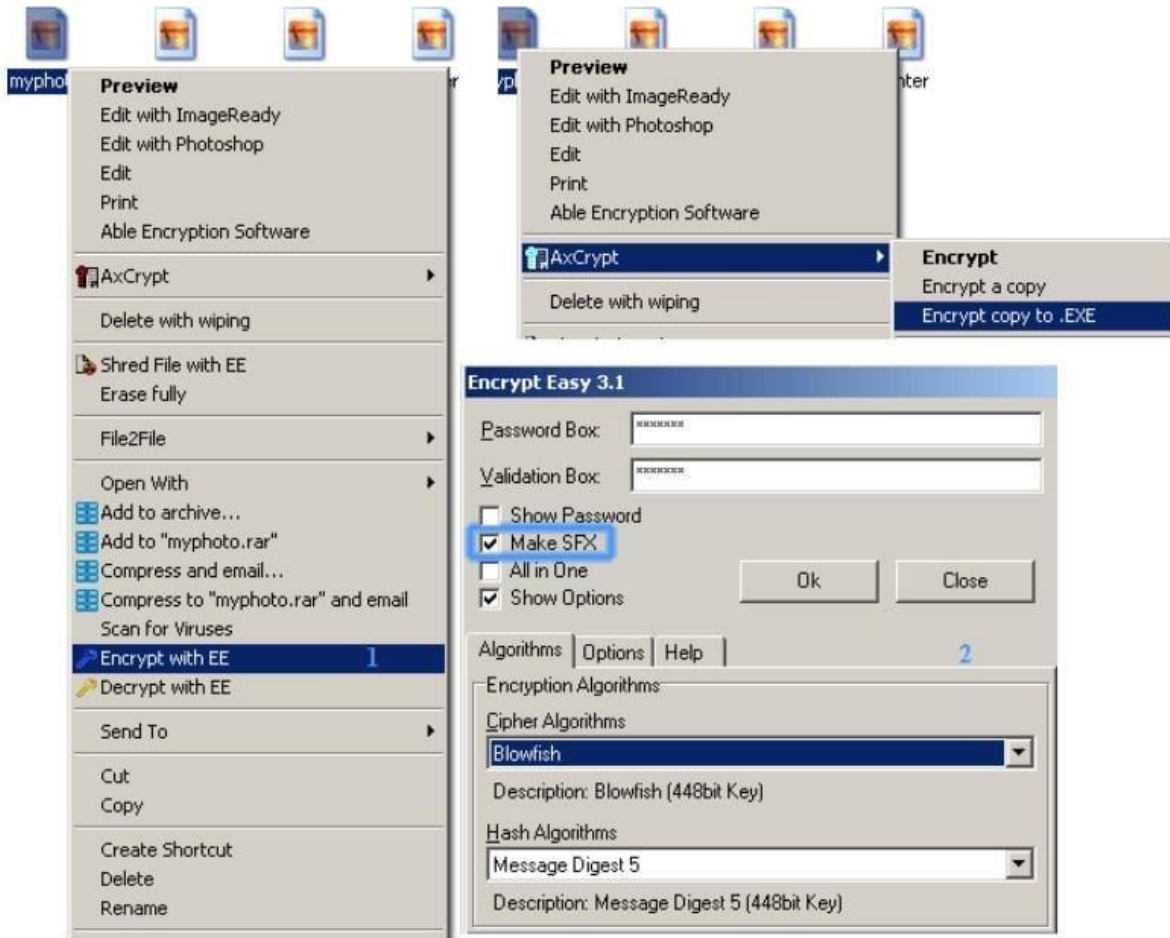 mypho
Preview
Edit with ImageReady
Edit with Photoshop
Edit
Print
Able Encryption Software
AxCrypt
Delete with wiping
Shred File with EE
Erase fully
File2File
Open With
Add to archive...
Add to "myphoto.rar"
Compress and email...
Compress to "myphoto.rar" and email
Scan for Viruses
Encrypt with EE 1
Decrypt with EE
Send To
Cut
Copy
Create Shortcut
Delete
Rename
nter
Preview
Edit with ImageReady
Edit with Photoshop
Edit
Print
Able Encryption Software
AxCrypt
Delete with wiping
Encrypt
Encrypt a copy
Encrypt copy to .EXE
Encrypt Easy 3.1
Password Box: *******
Validation Box: *******
Show Password
Make SFX
All in One
Show Options
Ok
Close
Algorithms Options Help
2
Encryption Algorithms
Cipher Algorithms
Blowfish
Description: Blowfish (448bit Key)
Hash Algorithms
Message Digest 5
Description: Message Digest 5 (448bit Key)